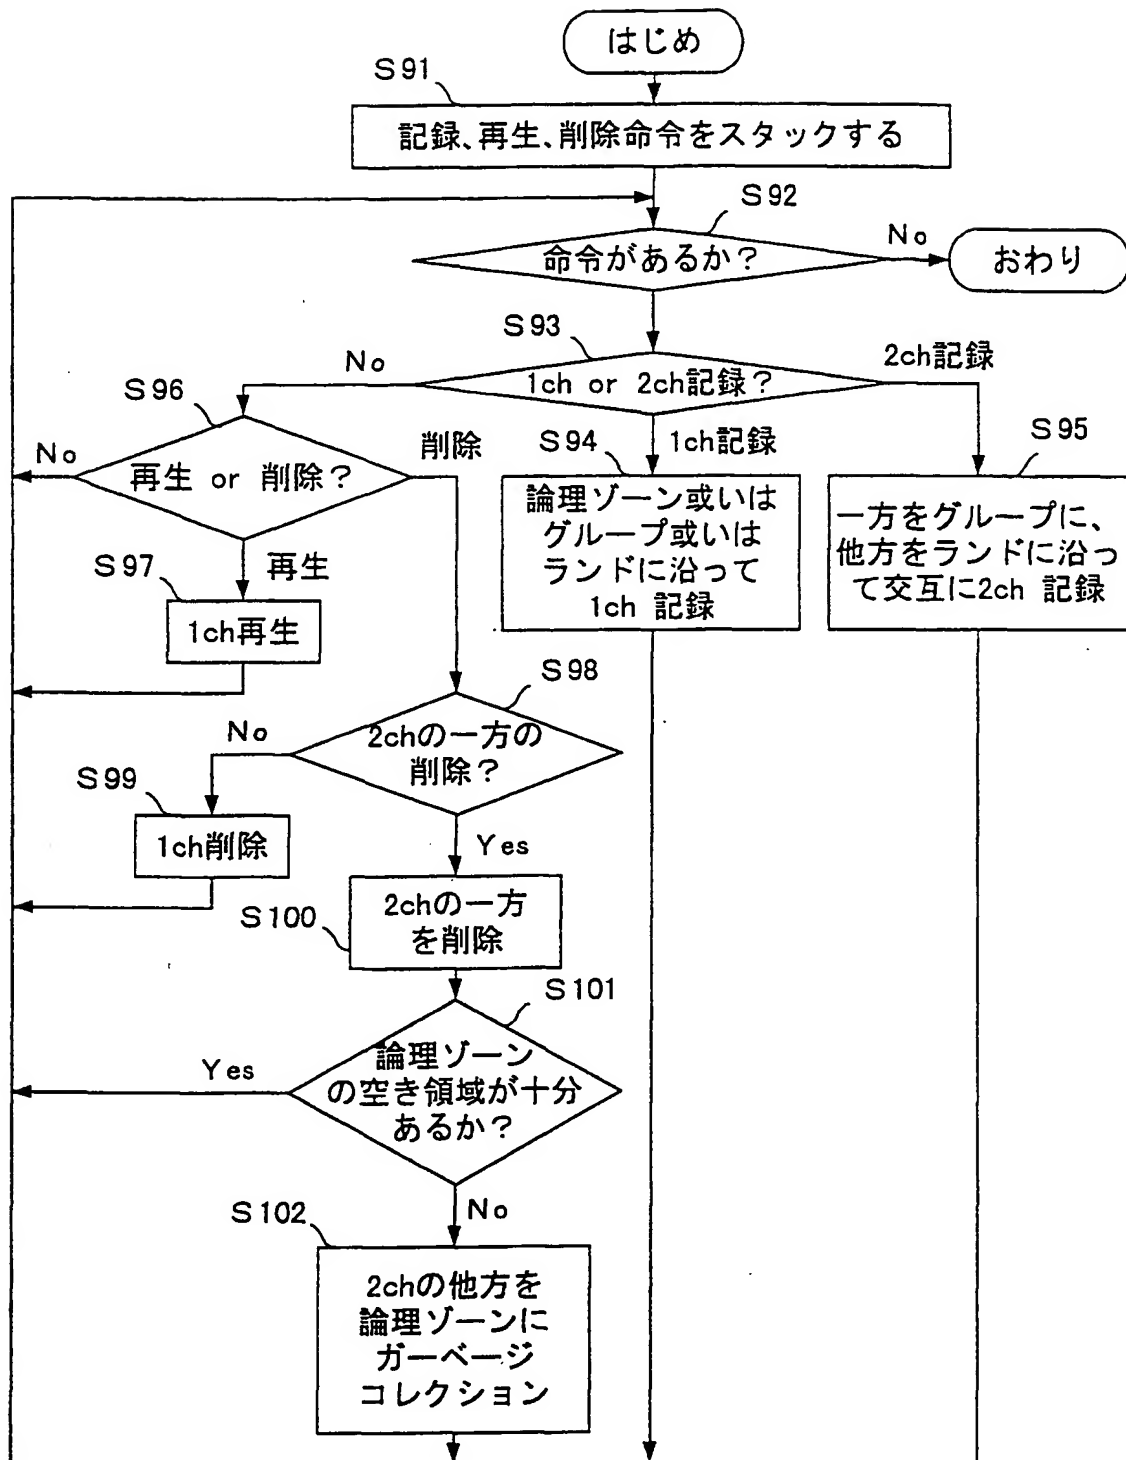 はじめ
S91
記録、再生、削除命令をスタックする
S92
命令があるか?
No
おわり
S93
1ch or 2ch記録?
No
2ch記録
S96
再生 or 削除?
No
削除
S94
1ch記録
S95
論理ゾーン或いは
グループ或いは
ランドに沿って
1ch 記録
一方をグループに、
他方をランドに沿っ
て交互に2ch 記録
S97
再生
1ch再生
S98
2chの一方の
削除?
No
S99
1ch削除
Yes
S100
2chの一方
を削除
S101
論理ゾーン
の空き領域が十分
あるか?
Yes
No
S102
2chの他方を
論理ゾーンに
ガーベージ
コレクション